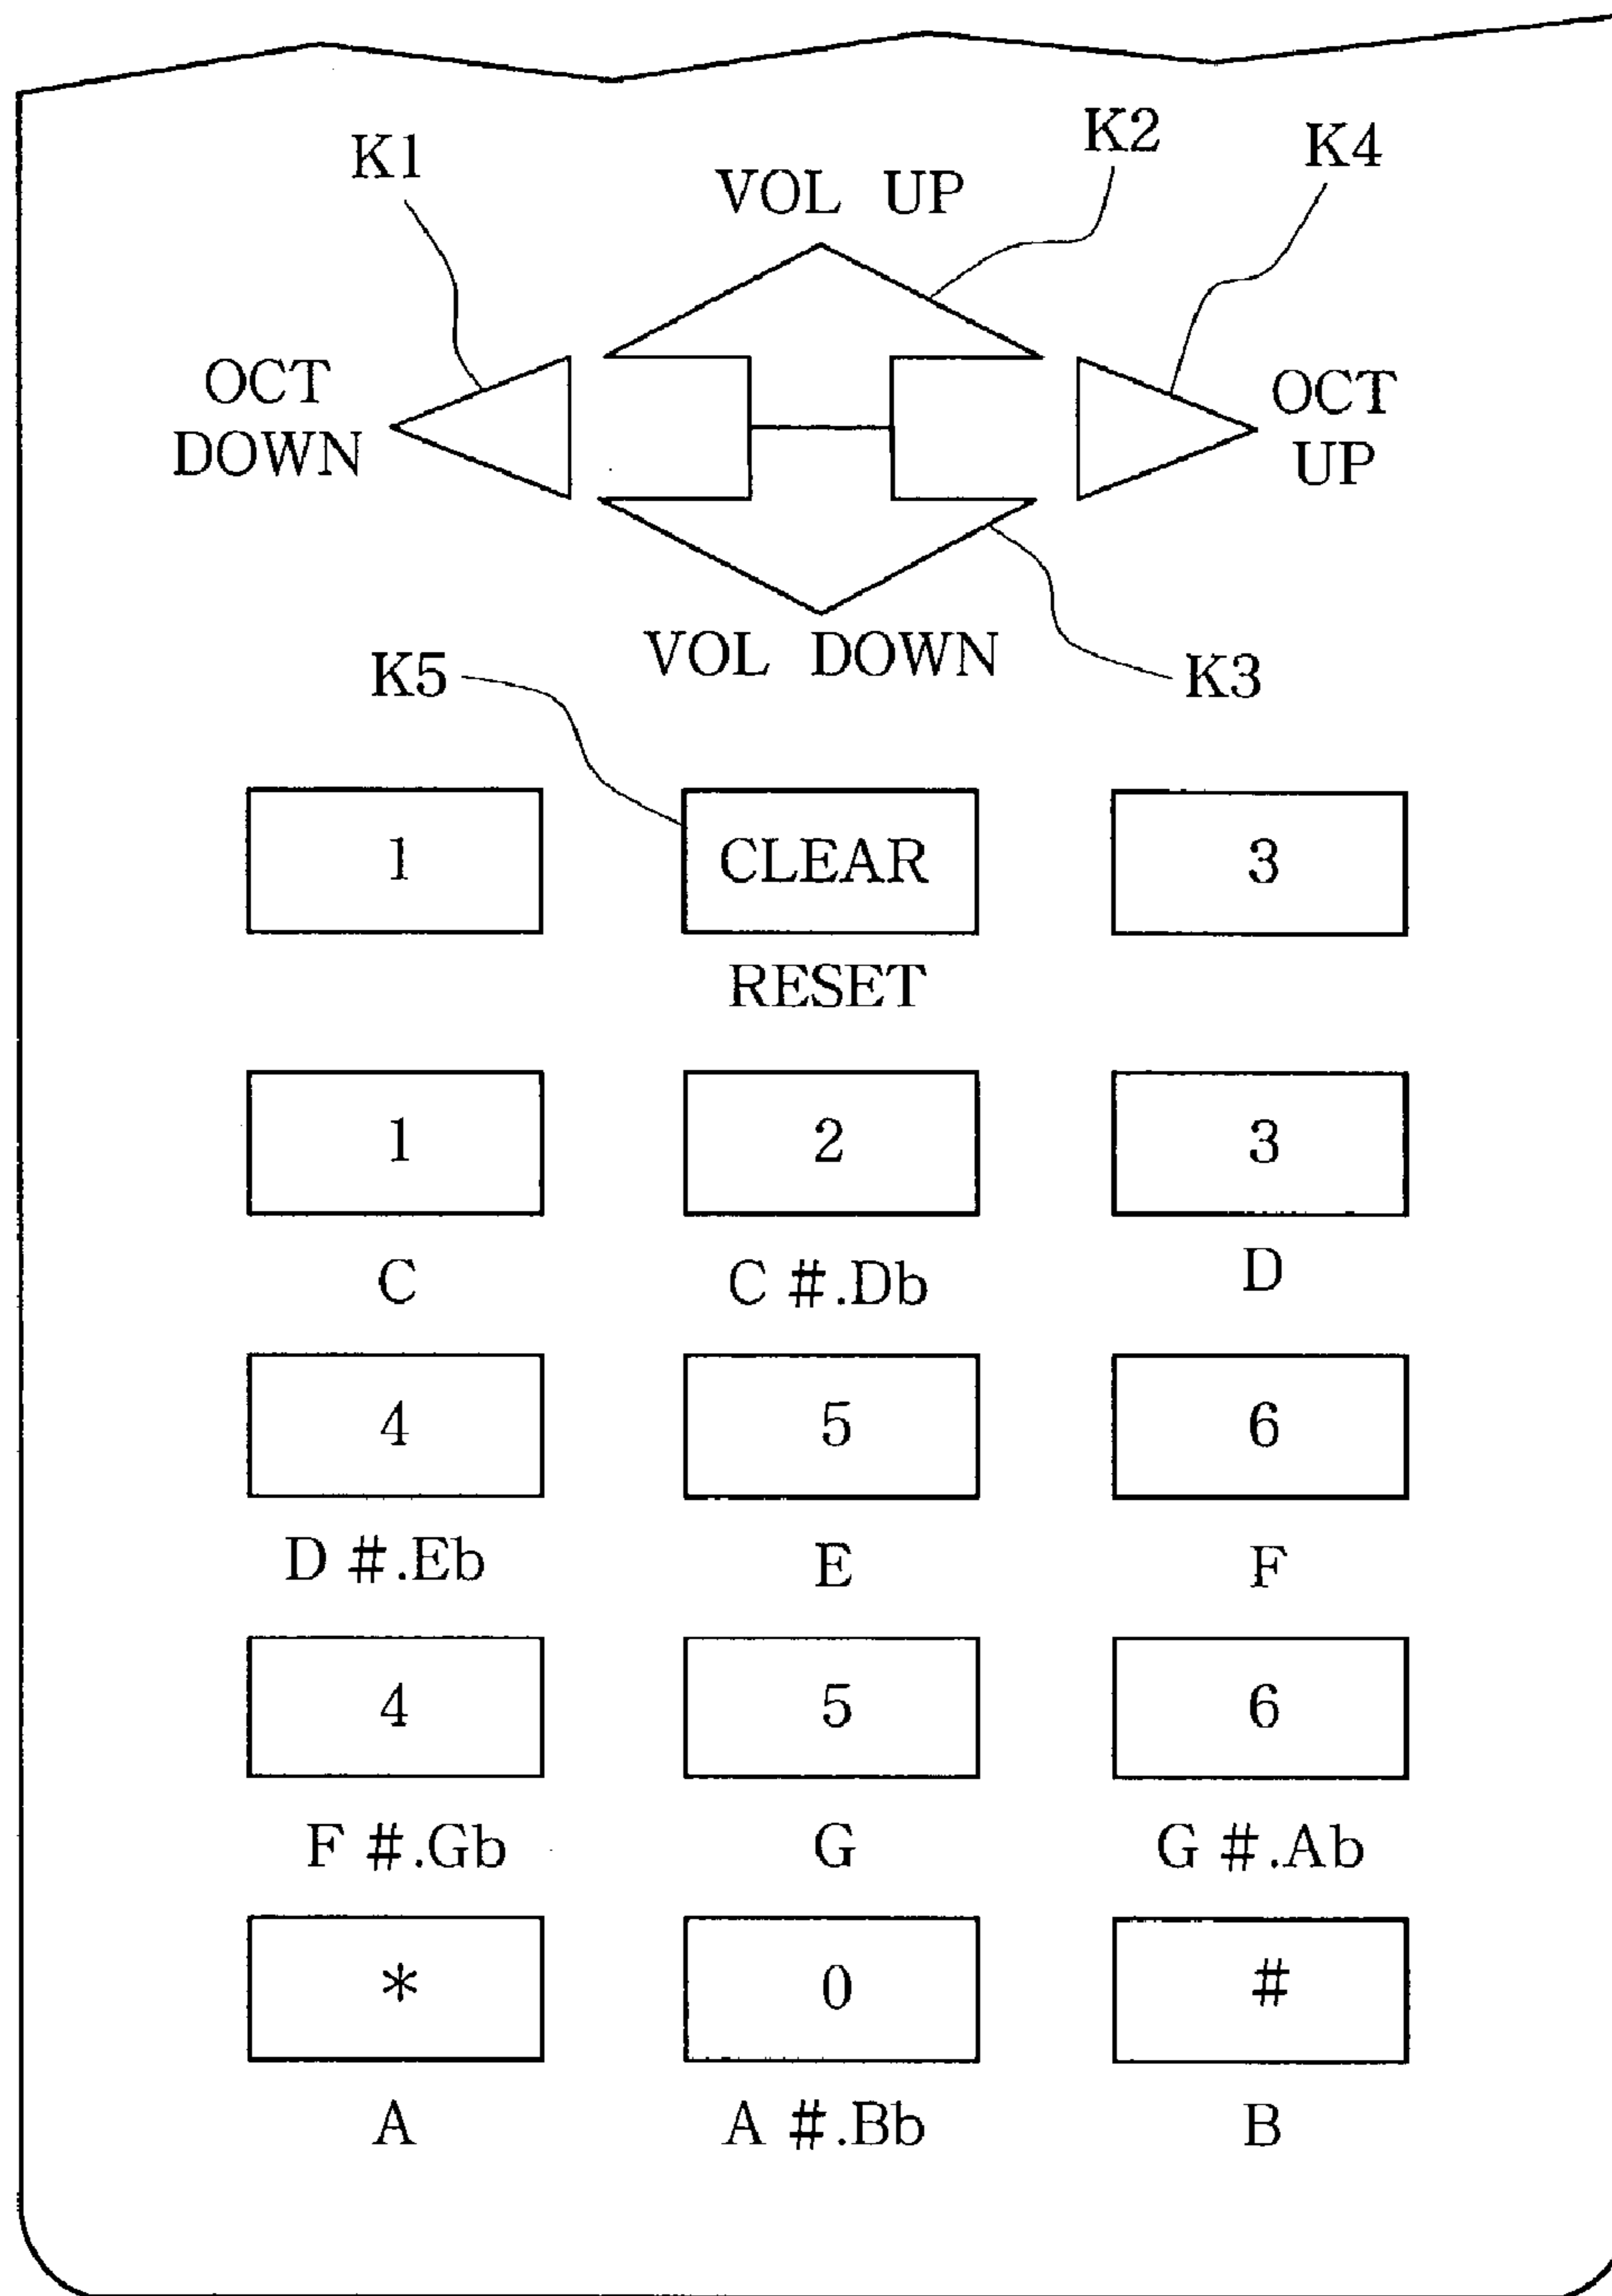 K1
K2
K4
VOL UP
OCT
DOWN
OCT
UP
VOL DOWN
K5
K3
1 CLEAR 3
RESET
1 2 3
C C #.Db D
4 5 6
D #.Eb E F
4 5 6
F #.Gb G G #.Ab
* 0 #
A A #.Bb B